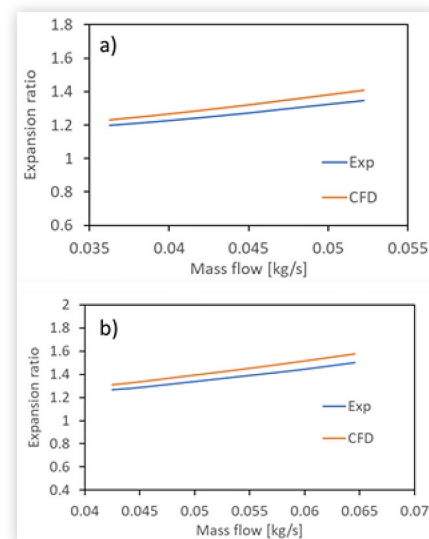 a)
Expansion ratio
1.8
1.6
1.4
1.2
1
0.8
0.6
0.035 0.04 0.045 0.05 0.055
Mass flow [kg/s]
Exp
CFD
b)
Expansion ratio
2
1.8
1.6
1.4
1.2
1
0.8
0.6
0.4
0.04 0.045 0.05 0.055 0.06 0.065 0.07
Mass flow [kg/s]
Exp
CFD